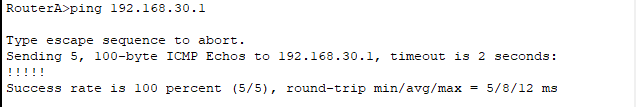 RouterA>ping 192.168.30.1
Type escape sequence to abort.
Sending 5, 100-byte ICMP Echos to 192.168.30.1, timeout is 2 seconds:
!!!!!
Success rate is 100 percent (5/5), round-trip min/avg/max = 5/8/12 ms